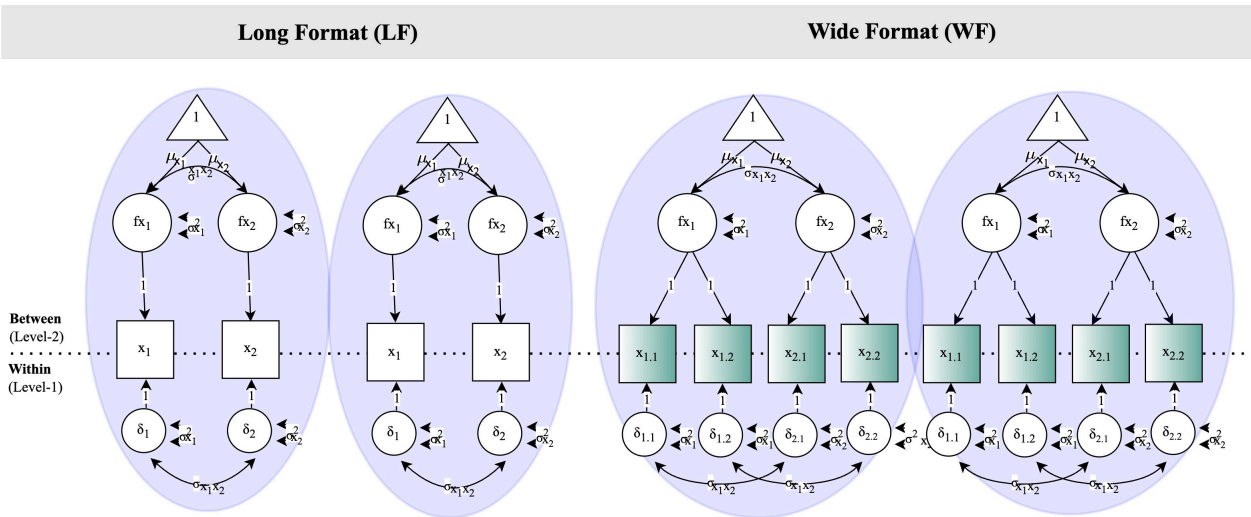 Long Format (LF) Wide Format (WF)
1 1 1 1
μx₁ μx₂ μx₁ μx₂ μx₁ μx₂ μx₁ μx₂
σx₁x₂ σx₁x₂ σx₁x₂ σx₁x₂
fx₁ σ²x₁ fx₂ σ²x₂ fx₁ σ²x₁ fx₂ σ²x₂ fx₁ σ²x₁ fx₂ σ²x₂ fx₁ σ²x₁ fx₂ σ²x₂
1 1 1 1 1 1 1 1 1 1 1 1
Between
(Level-2)
x₁ x₂ x₁ x₂ x₁.₁ x₁.₂ x₂.₁ x₂.₂ x₁.₁ x₁.₂ x₂.₁ x₂.₂
Within
(Level-1)
1 1 1 1 1 1 1 1 1 1 1 1
δ₁ σ²x₁ δ₂ σ²x₂ δ₁ σ²x₁ δ₂ σ²x₂ δ₁.₁ σ²x₁ δ₁.₂ σ²x₁ δ₂.₁ σ²x₂ δ₂.₂ σ²x₂ δ₁.₁ σ²x₁ δ₁.₂ σ²x₁ δ₂.₁ σ²x₂ δ₂.₂ σ²x₂
σx₁x₂ σx₁x₂ σx₁x₂ σx₁x₂ σx₁x₂ σx₁x₂